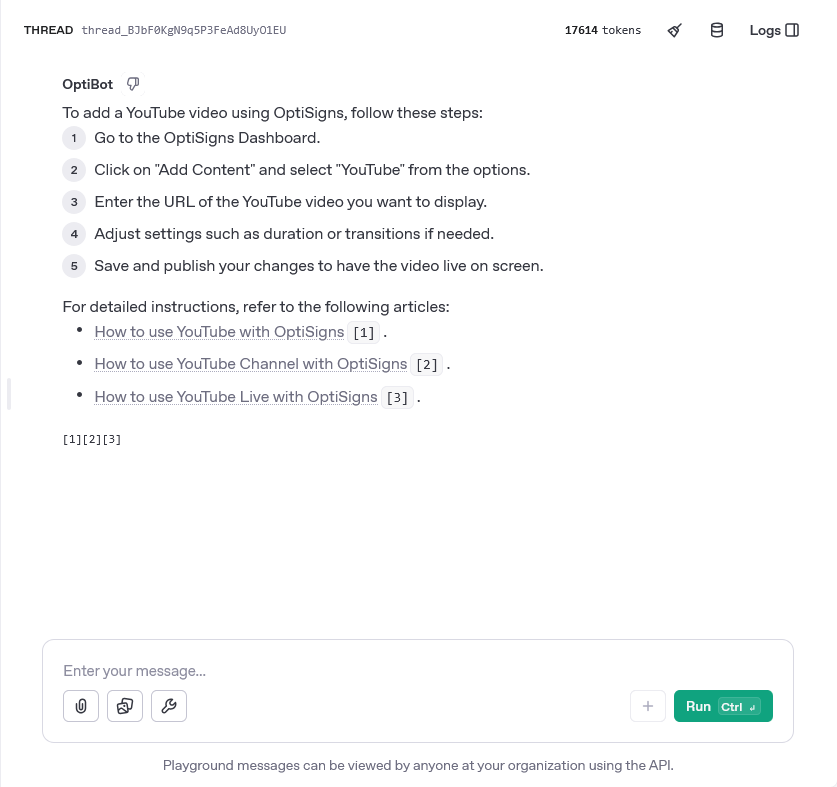 THREAD thread_BJbF0KgN9q5P3FeAd8UyO1EU 17614 tokens Logs
OptiBot
To add a YouTube video using OptiSigns, follow these steps:
1 Go to the OptiSigns Dashboard.
2 Click on "Add Content" and select "YouTube" from the options.
3 Enter the URL of the YouTube video you want to display.
4 Adjust settings such as duration or transitions if needed.
5 Save and publish your changes to have the video live on screen.
For detailed instructions, refer to the following articles:
• How to use YouTube with OptiSigns [1] .
• How to use YouTube Channel with OptiSigns [2] .
• How to use YouTube Live with OptiSigns [3] .
[1][2][3]
Enter your message...
Run Ctrl ↲
Playground messages can be viewed by anyone at your organization using the API.